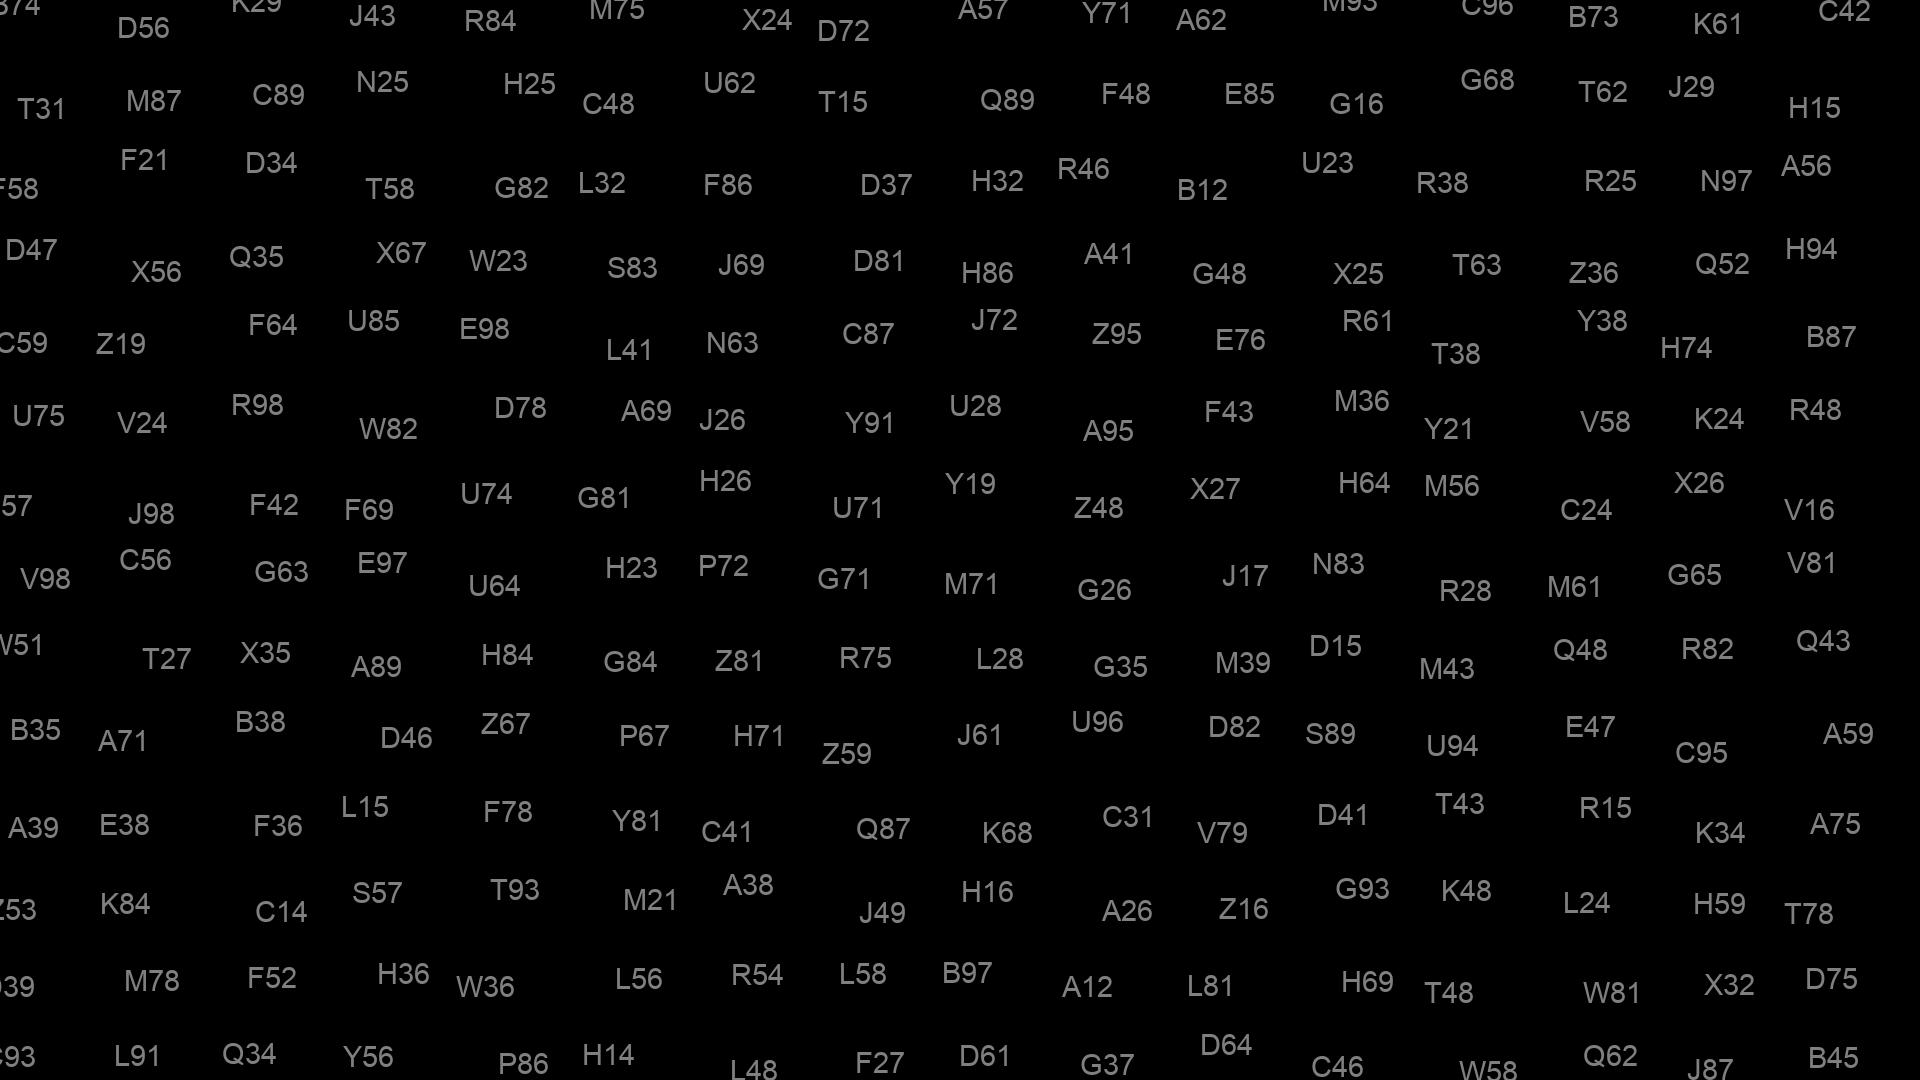 D56 K29 J43 R84 M75 X24 D72 A57 Y71 A62 M93 C96 B73 K61 C42
T31 M87 C89 N25 H25 C48 U62 T15 Q89 F48 E85 G16 G68 T62 J29 H15
F58 F21 D34 T58 G82 L32 F86 D37 H32 R46 B12 U23 R38 R25 N97 A56
D47 X56 Q35 X67 W23 S83 J69 D81 H86 A41 G48 X25 T63 Z36 Q52 H94
C59 Z19 F64 U85 E98 L41 N63 C87 J72 Z95 E76 R61 T38 Y38 H74 B87
U75 V24 R98 W82 D78 A69 J26 Y91 U28 A95 F43 M36 Y21 V58 K24 R48
57 J98 F42 F69 U74 G81 H26 U71 Y19 Z48 X27 H64 M56 C24 X26 V16
V98 C56 G63 E97 U64 H23 P72 G71 M71 G26 J17 N83 R28 M61 G65 V81
W51 T27 X35 A89 H84 G84 Z81 R75 L28 G35 M39 D15 M43 Q48 R82 Q43
B35 A71 B38 D46 Z67 P67 H71 Z59 J61 U96 D82 S89 U94 E47 C95 A59
A39 E38 F36 L15 F78 Y81 C41 Q87 K68 C31 V79 D41 T43 R15 K34 A75
Z53 K84 C14 S57 T93 M21 A38 J49 H16 A26 Z16 G93 K48 L24 H59 T78
39 M78 F52 H36 W36 L56 R54 L58 B97 A12 L81 H69 T48 W81 X32 D75
93 L91 Q34 Y56 P86 H14 L48 F27 D61 G37 D64 C46 W58 Q62 J87 B45